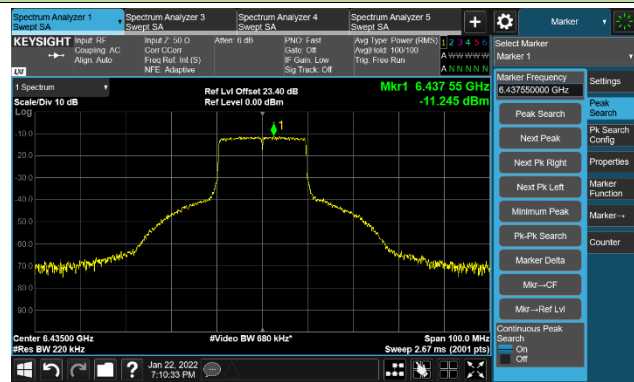 Spectrum Analyzer 1
Swept SA
Spectrum Analyzer 3
Swept SA
Spectrum Analyzer 4
Swept SA
Spectrum Analyzer 5
Swept SA
Marker
KEYSIGHT
Input: RF
Coupling: AC
Align: Auto
Input Z: 50 Ω
Corr CCorr
Freq Ref: Int (S)
NFE: Adaptive
Atten: 6 dB
PNO: Fast
Gate: Off
IF Gain: Low
Sig Track: Off
Avg Type: Power (RMS)
Avg|Hold: 100/100
Trig: Free Run
1 2 3 4 5 6
A W W W W W
A N N N N N
LXI
Select Marker
Marker 1
1 Spectrum
Scale/Div 10 dB
Log
Ref Lvl Offset 23.40 dB
Ref Level 0.00 dBm
Mkr1 6.437 55 GHz
-11.245 dBm
1
-10.0
-20.0
-30.0
-40.0
-50.0
-60.0
-70.0
-80.0
-90.0
Center 6.43500 GHz
#Res BW 220 kHz
#Video BW 680 kHz*
Span 100.0 MHz
Sweep 2.67 ms (2001 pts)
Marker Frequency
6.437550000 GHz
Peak Search
Next Peak
Next Pk Right
Next Pk Left
Minimum Peak
Pk-Pk Search
Marker Delta
Mkr→CF
Mkr→Ref Lvl
Continuous Peak
Search
On
Off
Settings
Peak
Search
Pk Search
Config
Properties
Marker
Function
Marker→
Counter
?
Jan 22, 2022
7:10:33 PM